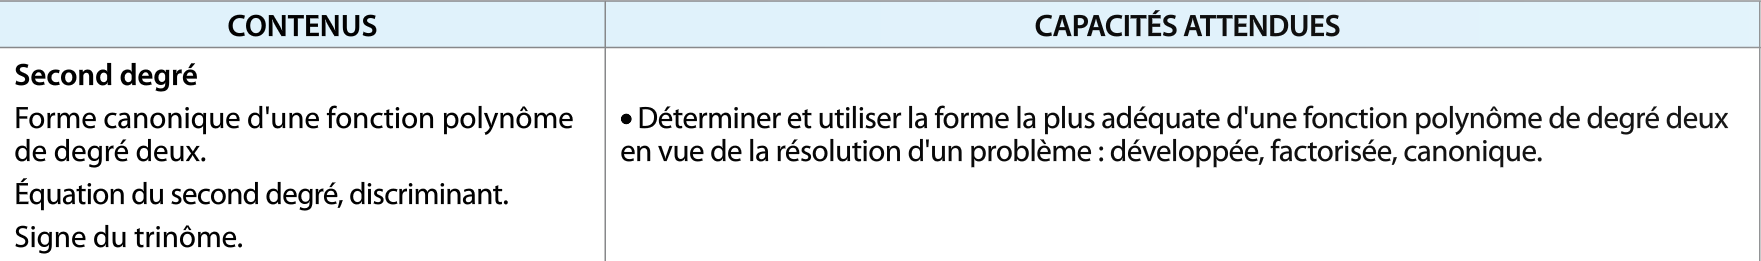 CONTENUS
CAPACITÉS ATTENDUES
Second degré
Forme canonique d'une fonction polynôme
de degré deux.
Équation du second degré, discriminant.
Signe du trinôme.
• Déterminer et utiliser la forme la plus adéquate d'une fonction polynôme de degré deux
en vue de la résolution d'un problème : développée, factorisée, canonique.